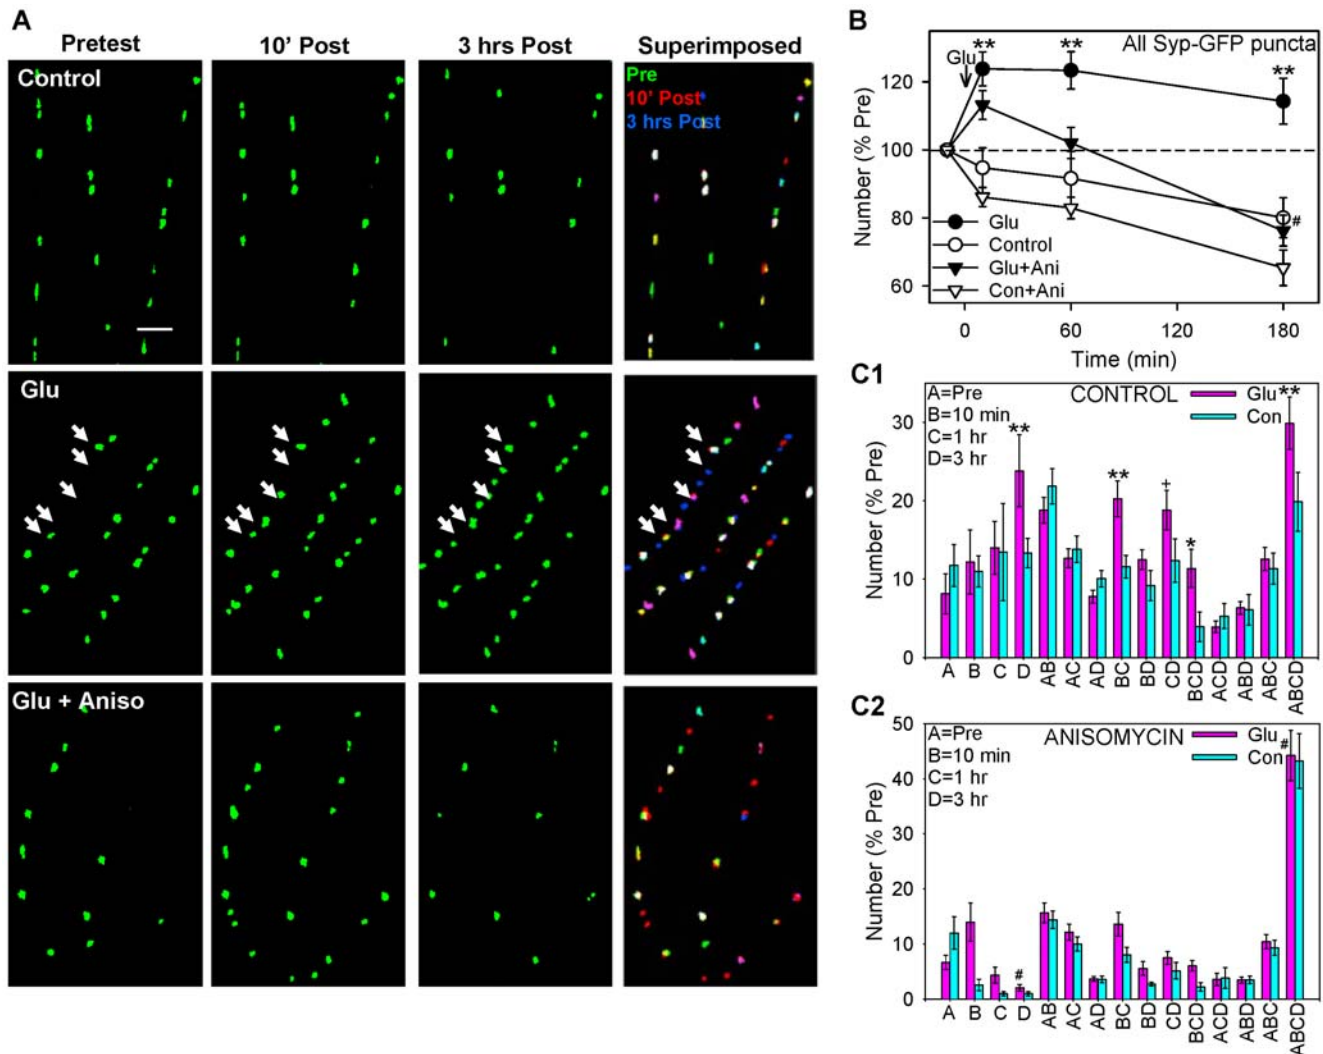 A
Pretest
10’ Post
3 hrs Post
Superimposed
Control
Pre
10’ Post
3 hrs Post
Glu
Glu + Aniso
B
Number (% Pre)
120
100
80
60
Glu
**
**
All Syp-GFP puncta
**
#
Glu
Control
Glu+Ani
Con+Ani
0
60
120
180
Time (min)
C1
Number (% Pre)
30
20
10
0
A=Pre
B=10 min
C=1 hr
D=3 hr
CONTROL
Glu
Con
**
**
**
+
*
A
B
C
D
AB
AC
AD
BC
BD
CD
BCD
ACD
ABD
ABC
ABCD
C2
Number (% Pre)
50
40
30
20
10
0
A=Pre
B=10 min
C=1 hr
D=3 hr
ANISOMYCIN
Glu
Con
#
#
A
B
C
D
AB
AC
AD
BC
BD
CD
BCD
ACD
ABD
ABC
ABCD